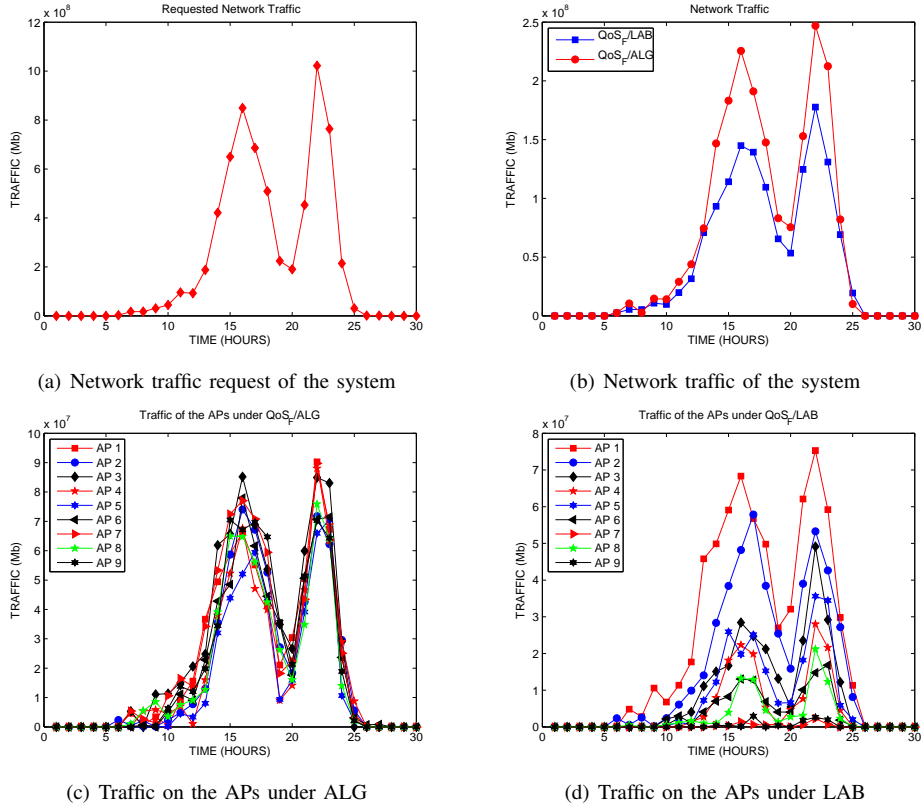 Requested Network Traffic
x 10^8
12
10
8
6
4
2
0
TRAFFIC (Mb)
0 5 10 15 20 25 30
TIME (HOURS)
(a) Network traffic request of the system
Network Traffic
x 10^8
2.5
2
1.5
1
0.5
0
TRAFFIC (Mb)
QoS_F/LAB
QoS_F/ALG
0 5 10 15 20 25 30
TIME (HOURS)
(b) Network traffic of the system
Traffic of the APs under QoS_F/ALG
x 10^7
10
9
8
7
6
5
4
3
2
1
0
TRAFFIC (Mb)
AP 1
AP 2
AP 3
AP 4
AP 5
AP 6
AP 7
AP 8
AP 9
0 5 10 15 20 25 30
TIME (HOURS)
(c) Traffic on the APs under ALG
Traffic of the APs under QoS_F/LAB
x 10^7
8
7
6
5
4
3
2
1
0
TRAFFIC (Mb)
AP 1
AP 2
AP 3
AP 4
AP 5
AP 6
AP 7
AP 8
AP 9
0 5 10 15 20 25 30
TIME (HOURS)
(d) Traffic on the APs under LAB